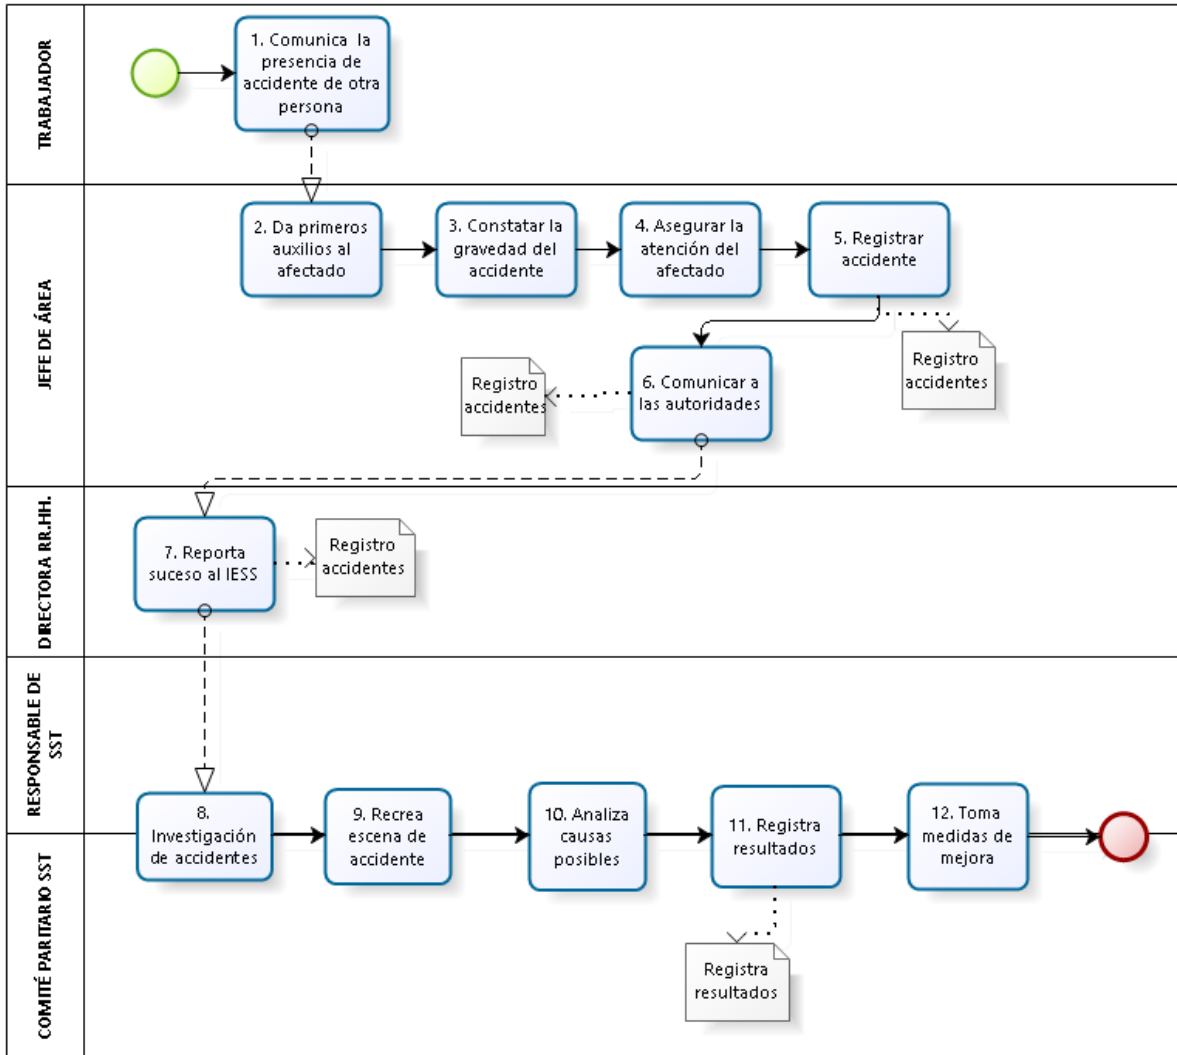 TRABAJADOR
1. Comunica la
presencia de
accidente de otra
persona
JEFE DE ÁREA
2. Da primeros
auxilios al
afectado
3. Constatar la
gravedad del
accidente
4. Asegurar la
atención del
afectado
5. Registrar
accidente
Registro
accidentes
6. Comunicar a
las autoridades
Registro
accidentes
DIRECTORA RR.HH.
7. Reporta
suceso al IESS
Registro
accidentes
RESPONSABLE DE
SST
COMITÉ PARITARIO SST
8.
Investigación
de accidentes
9. Recrea
escena de
accidente
10. Analiza
causas
posibles
11. Registra
resultados
12. Toma
medidas de
mejora
Registra
resultados